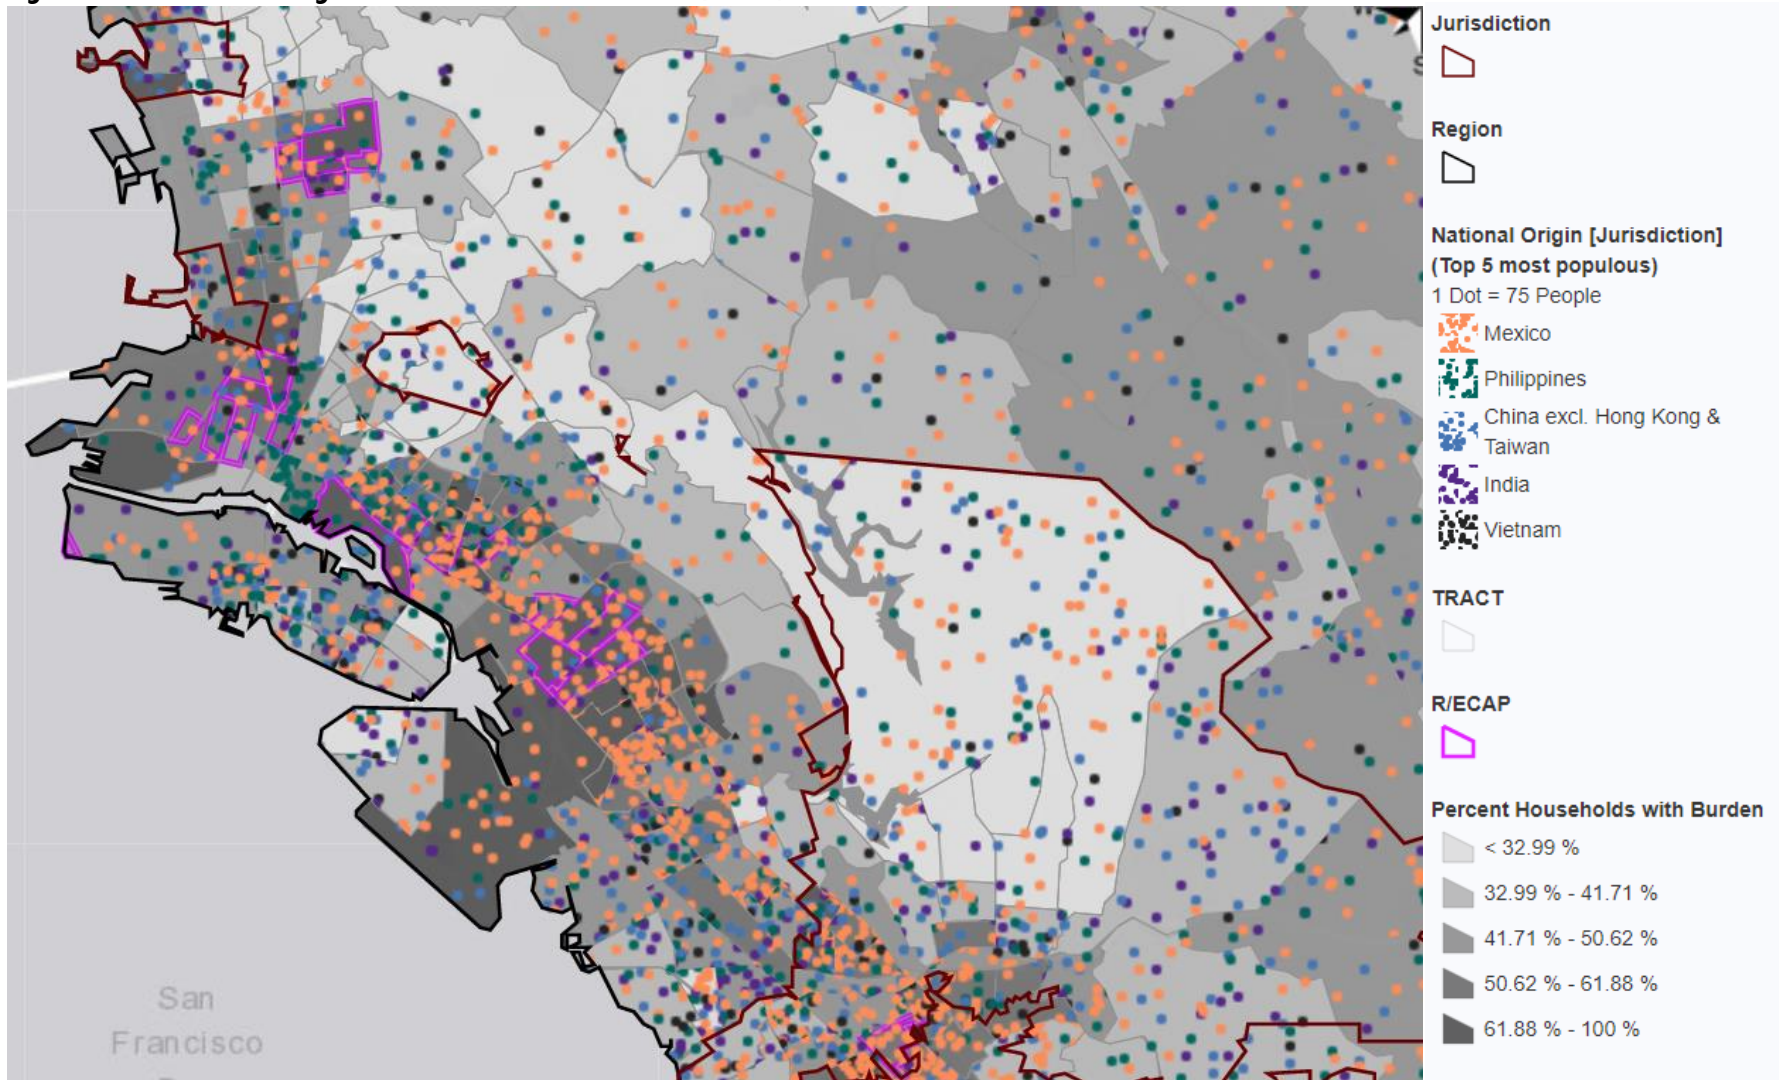 Jurisdiction
Region
National Origin [Jurisdiction]
(Top 5 most populous)
1 Dot = 75 People
Mexico
Philippines
China excl. Hong Kong &
Taiwan
India
Vietnam
TRACT
R/ECAP
Percent Households with Burden
< 32.99 %
32.99 % - 41.71 %
41.71 % - 50.62 %
50.62 % - 61.88 %
61.88 % - 100 %
San
Francisco